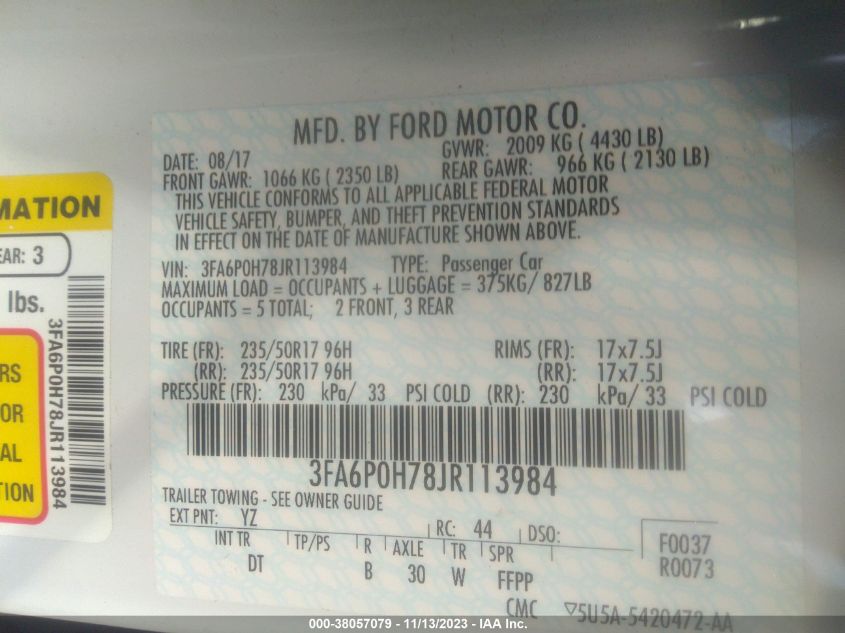 MFD. BY FORD MOTOR CO.
DATE: 08/17
GVWR: 2009 KG ( 4430 LB)
FRONT GAWR: 1066 KG ( 2350 LB)
REAR GAWR: 966 KG ( 2130 LB)
THIS VEHICLE CONFORMS TO ALL APPLICABLE FEDERAL MOTOR
VEHICLE SAFETY, BUMPER, AND THEFT PREVENTION STANDARDS
IN EFFECT ON THE DATE OF MANUFACTURE SHOWN ABOVE.
VIN: 3FA6P0H78JR113984 TYPE: Passenger Car
MAXIMUM LOAD = OCCUPANTS + LUGGAGE = 375KG/ 827LB
OCCUPANTS = 5 TOTAL; 2 FRONT, 3 REAR
TIRE (FR): 235/50R17 96H RIMS (FR): 17x7.5J
(RR): 235/50R17 96H (RR): 17x7.5J
PRESSURE (FR): 230 kPa/ 33 PSI COLD (RR): 230 kPa/ 33 PSI COLD
3FA6P0H78JR113984
TRAILER TOWING - SEE OWNER GUIDE
EXT PNT: YZ RC: 44 DSO:
INT TR TP/PS R AXLE TR SPR
DT B 30 W FFPP
F0037
R0073
CMC ▽5U5A-5420472-AA
MATION
EAR: 3
lbs.
RS
OR
AL
TION
3FA6P0H78JR113984
000-38057079 - 11/13/2023 - IAA Inc.